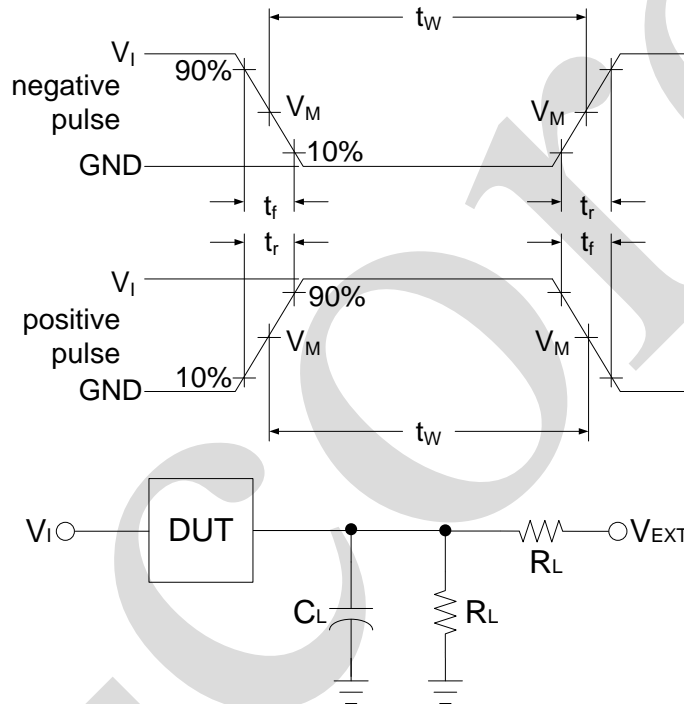 tW
VI
90%
negative
pulse
VM
VM
10%
GND
tf
tr
tr
tf
VI
90%
positive
pulse
VM
VM
10%
GND
tW
VI
DUT
VEXT
RL
CL
RL